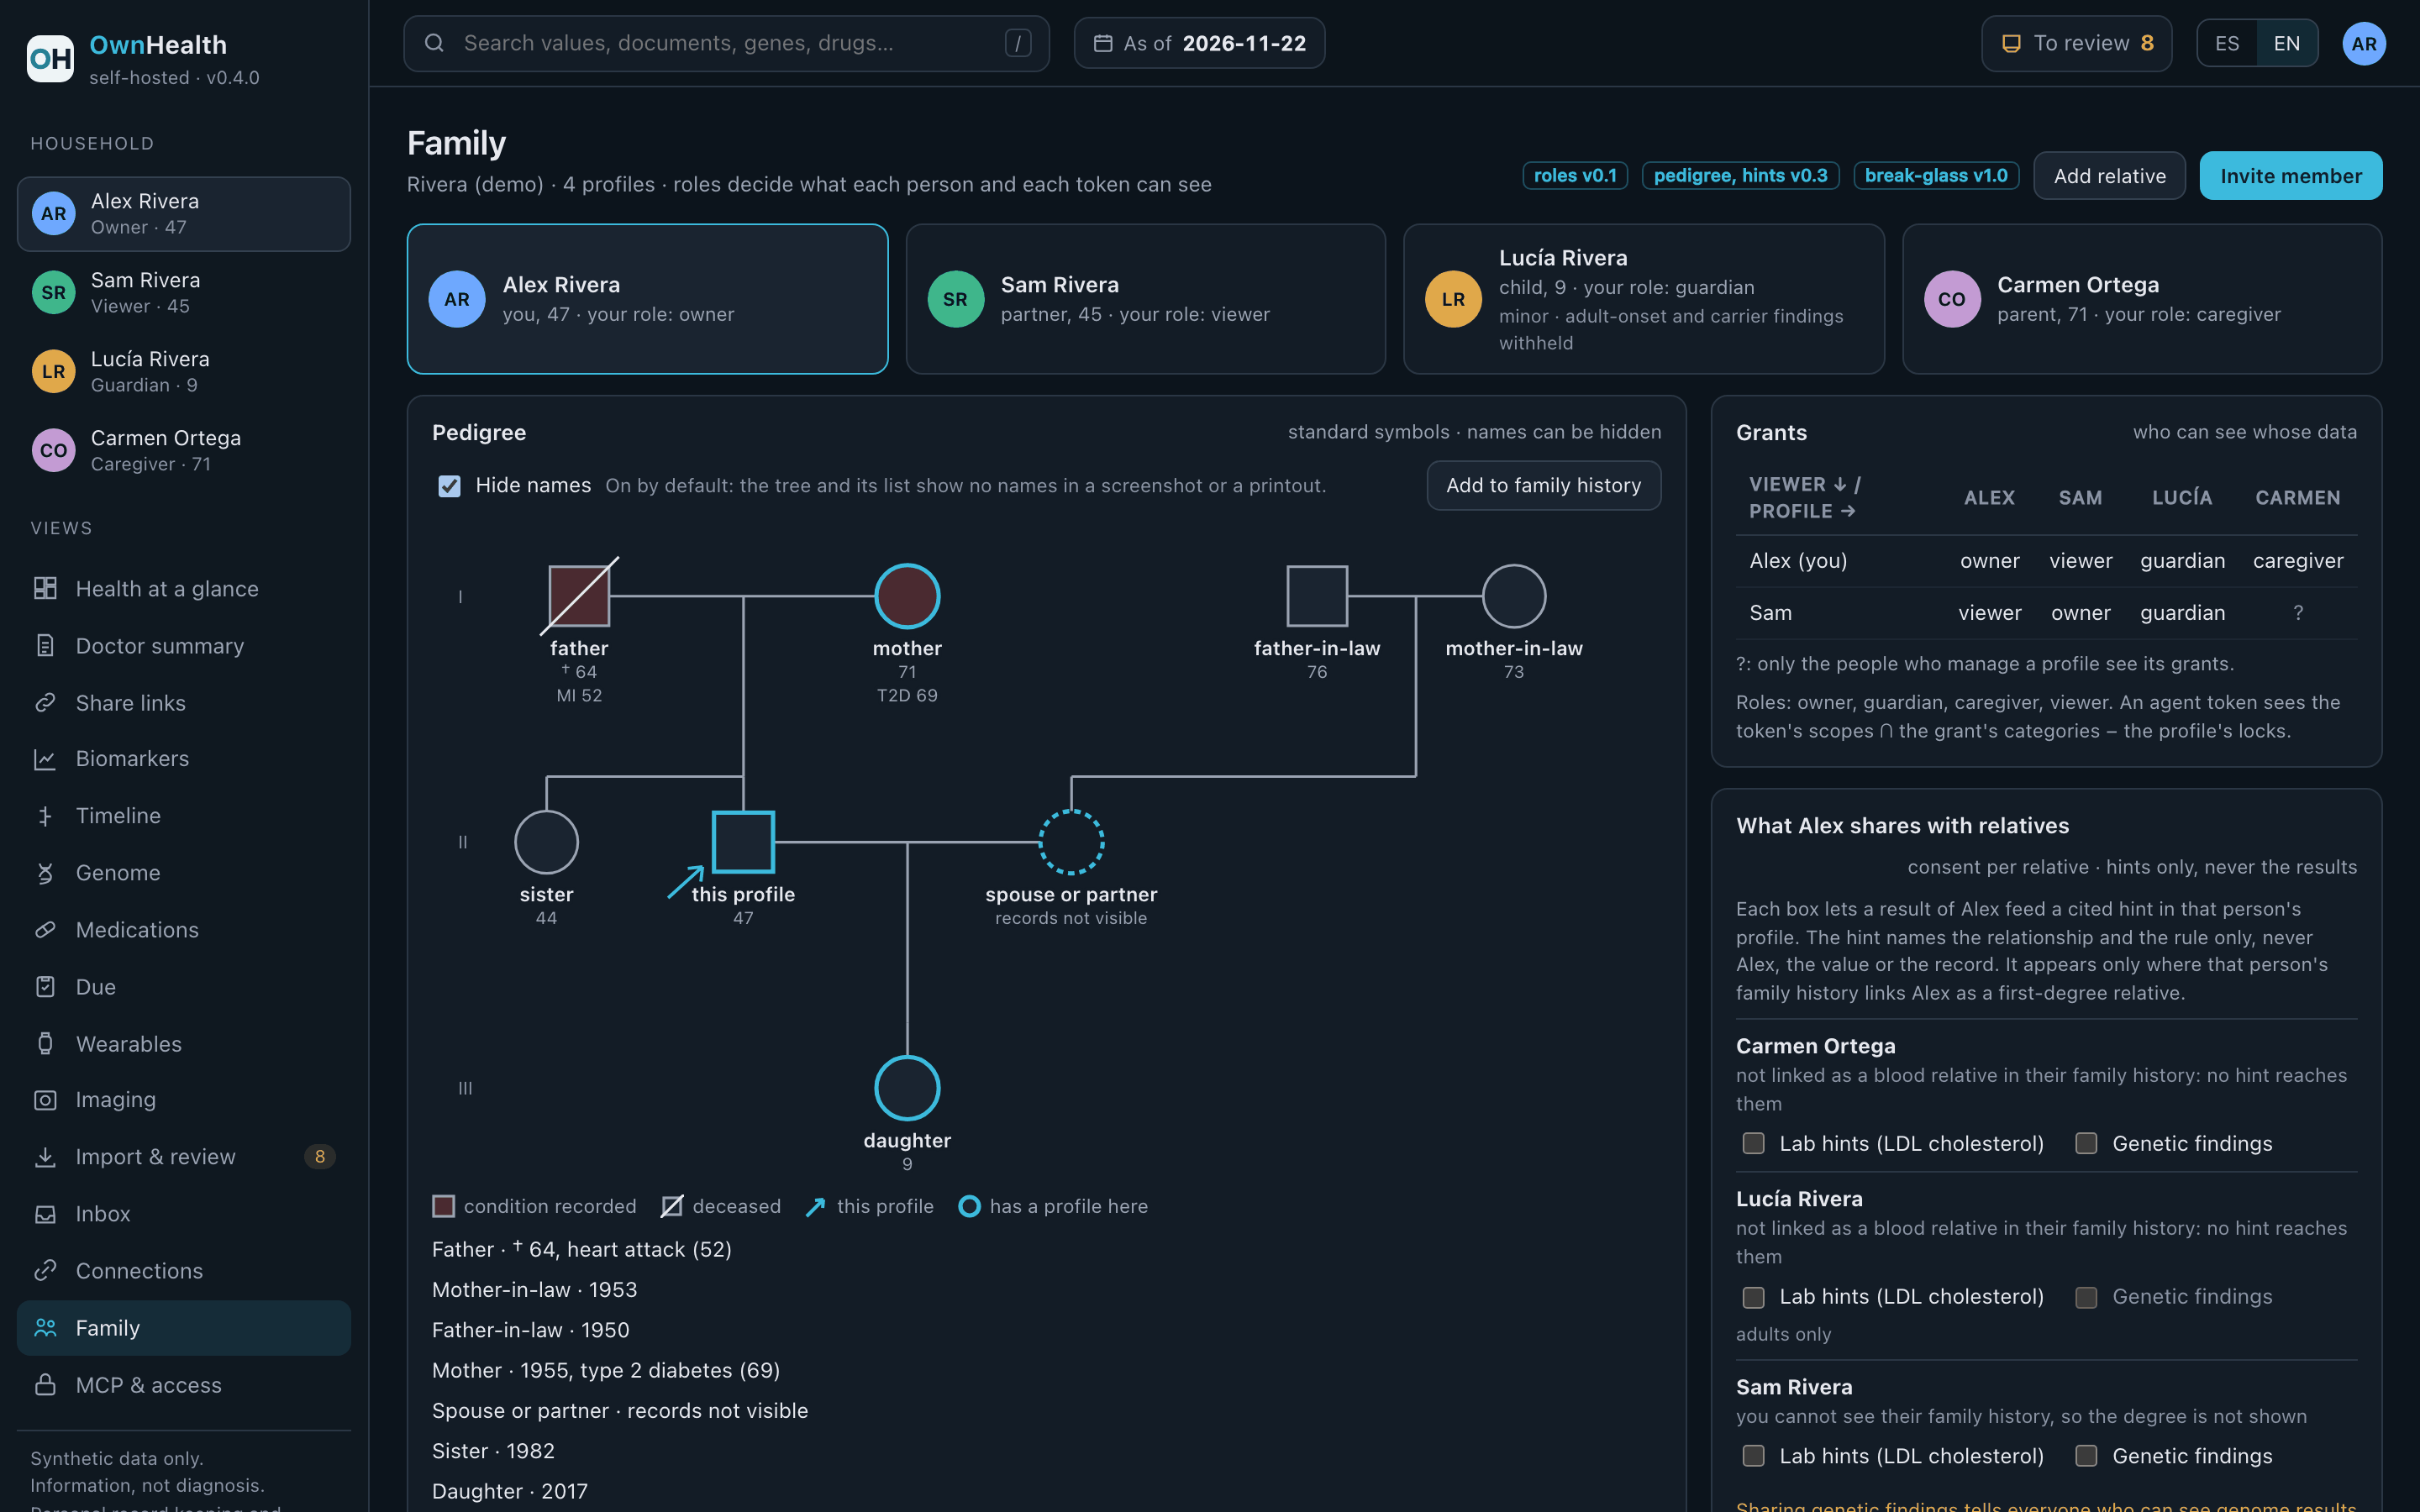 OH
OwnHealth
self-hosted · v0.4.0
HOUSEHOLD
AR
Alex Rivera
Owner · 47
SR
Sam Rivera
Viewer · 45
LR
Lucía Rivera
Guardian · 9
CO
Carmen Ortega
Caregiver · 71
VIEWS
Health at a glance
Doctor summary
Share links
Biomarkers
Timeline
Genome
Medications
Due
Wearables
Imaging
Import & review 8
Inbox
Connections
Family
MCP & access
Synthetic data only.
Information, not diagnosis.
Personal record keeping and
Search values, documents, genes, drugs... /
As of 2026-11-22
To review 8
ES EN
AR
Family
Rivera (demo) · 4 profiles · roles decide what each person and each token can see
roles v0.1
pedigree, hints v0.3
break-glass v1.0
Add relative
Invite member
AR
Alex Rivera
you, 47 · your role: owner
SR
Sam Rivera
partner, 45 · your role: viewer
LR
Lucía Rivera
child, 9 · your role: guardian
minor · adult-onset and carrier findings
withheld
CO
Carmen Ortega
parent, 71 · your role: caregiver
Pedigree
standard symbols · names can be hidden
Hide names On by default: the tree and its list show no names in a screenshot or a printout.
Add to family history
I
father
† 64
MI 52
mother
71
T2D 69
father-in-law
76
mother-in-law
73
II
sister
44
this profile
47
spouse or partner
records not visible
III
daughter
9
condition recorded
deceased
this profile
has a profile here
Father · † 64, heart attack (52)
Mother-in-law · 1953
Father-in-law · 1950
Mother · 1955, type 2 diabetes (69)
Spouse or partner · records not visible
Sister · 1982
Daughter · 2017
Grants
who can see whose data
VIEWER ↓ /
PROFILE → ALEX SAM LUCÍA CARMEN
Alex (you) owner viewer guardian caregiver
Sam viewer owner guardian ?
?: only the people who manage a profile see its grants.
Roles: owner, guardian, caregiver, viewer. An agent token sees the
token's scopes ∩ the grant's categories – the profile's locks.
What Alex shares with relatives
consent per relative · hints only, never the results
Each box lets a result of Alex feed a cited hint in that person's
profile. The hint names the relationship and the rule only, never
Alex, the value or the record. It appears only where that person's
family history links Alex as a first-degree relative.
Carmen Ortega
not linked as a blood relative in their family history: no hint reaches
them
Lab hints (LDL cholesterol) Genetic findings
Lucía Rivera
not linked as a blood relative in their family history: no hint reaches
them
Lab hints (LDL cholesterol) Genetic findings
adults only
Sam Rivera
you cannot see their family history, so the degree is not shown
Lab hints (LDL cholesterol) Genetic findings
Sharing genetic findings tells everyone who can see genome results